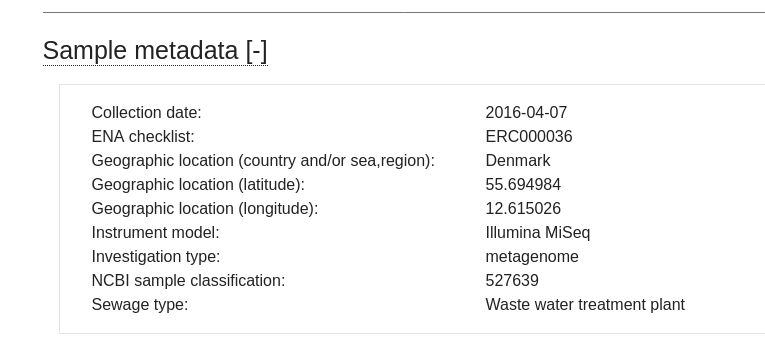 Sample metadata [-]
Collection date: 2016-04-07
ENA checklist: ERC000036
Geographic location (country and/or sea,region): Denmark
Geographic location (latitude): 55.694984
Geographic location (longitude): 12.615026
Instrument model: Illumina MiSeq
Investigation type: metagenome
NCBI sample classification: 527639
Sewage type: Waste water treatment plant